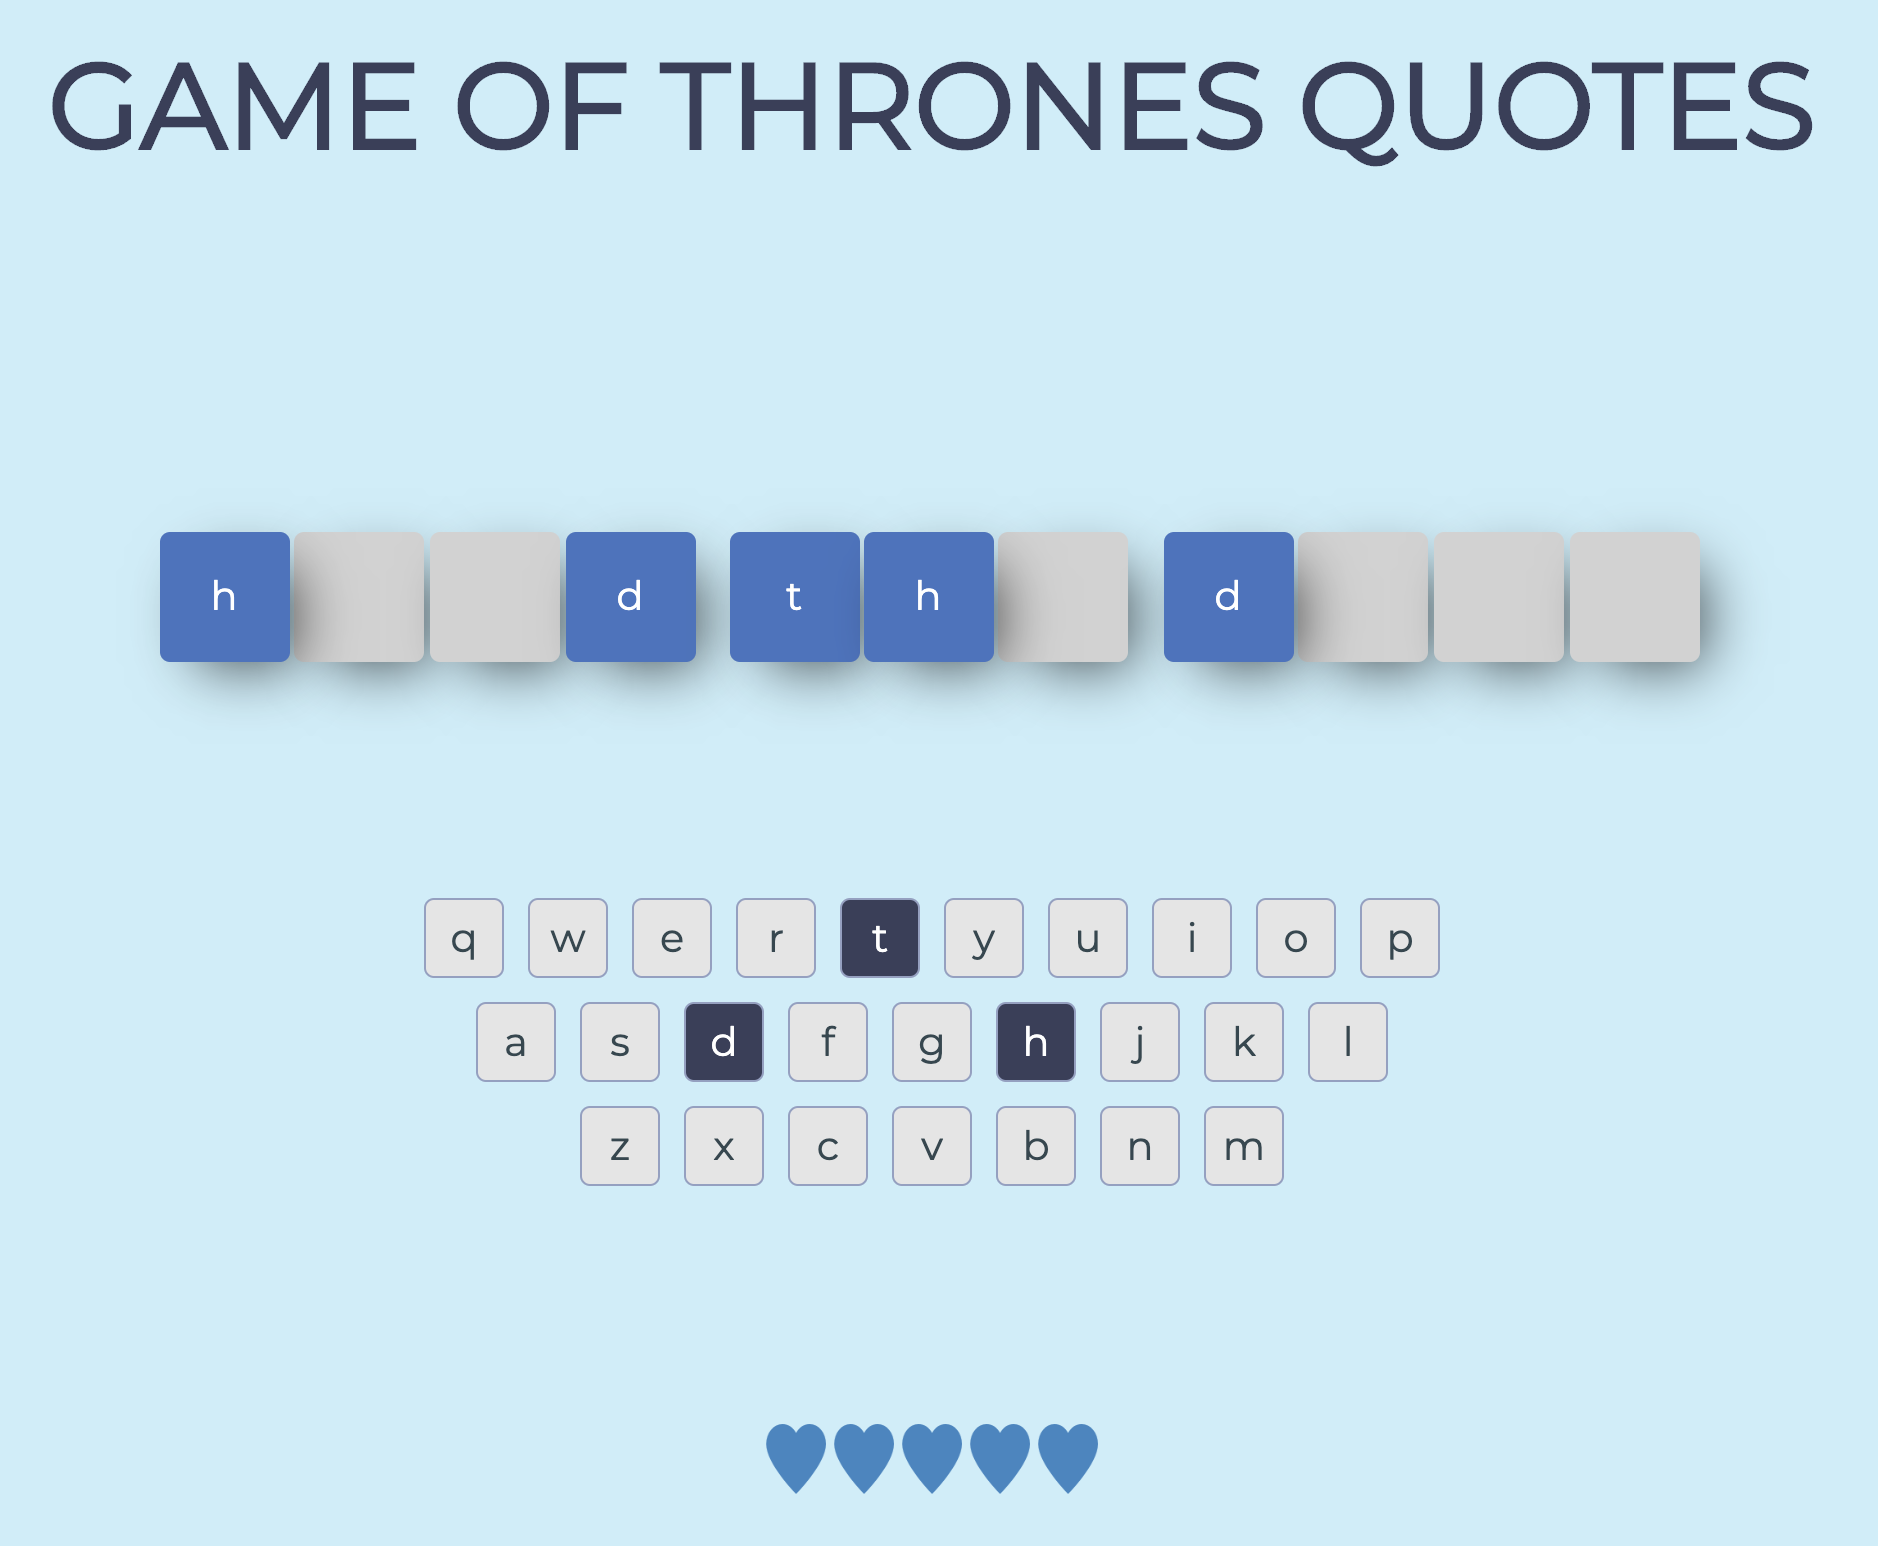 GAME OF THRONES QUOTES
h d t h d
q w e r t y u i o p
a s d f g h j k l
z x c v b n m